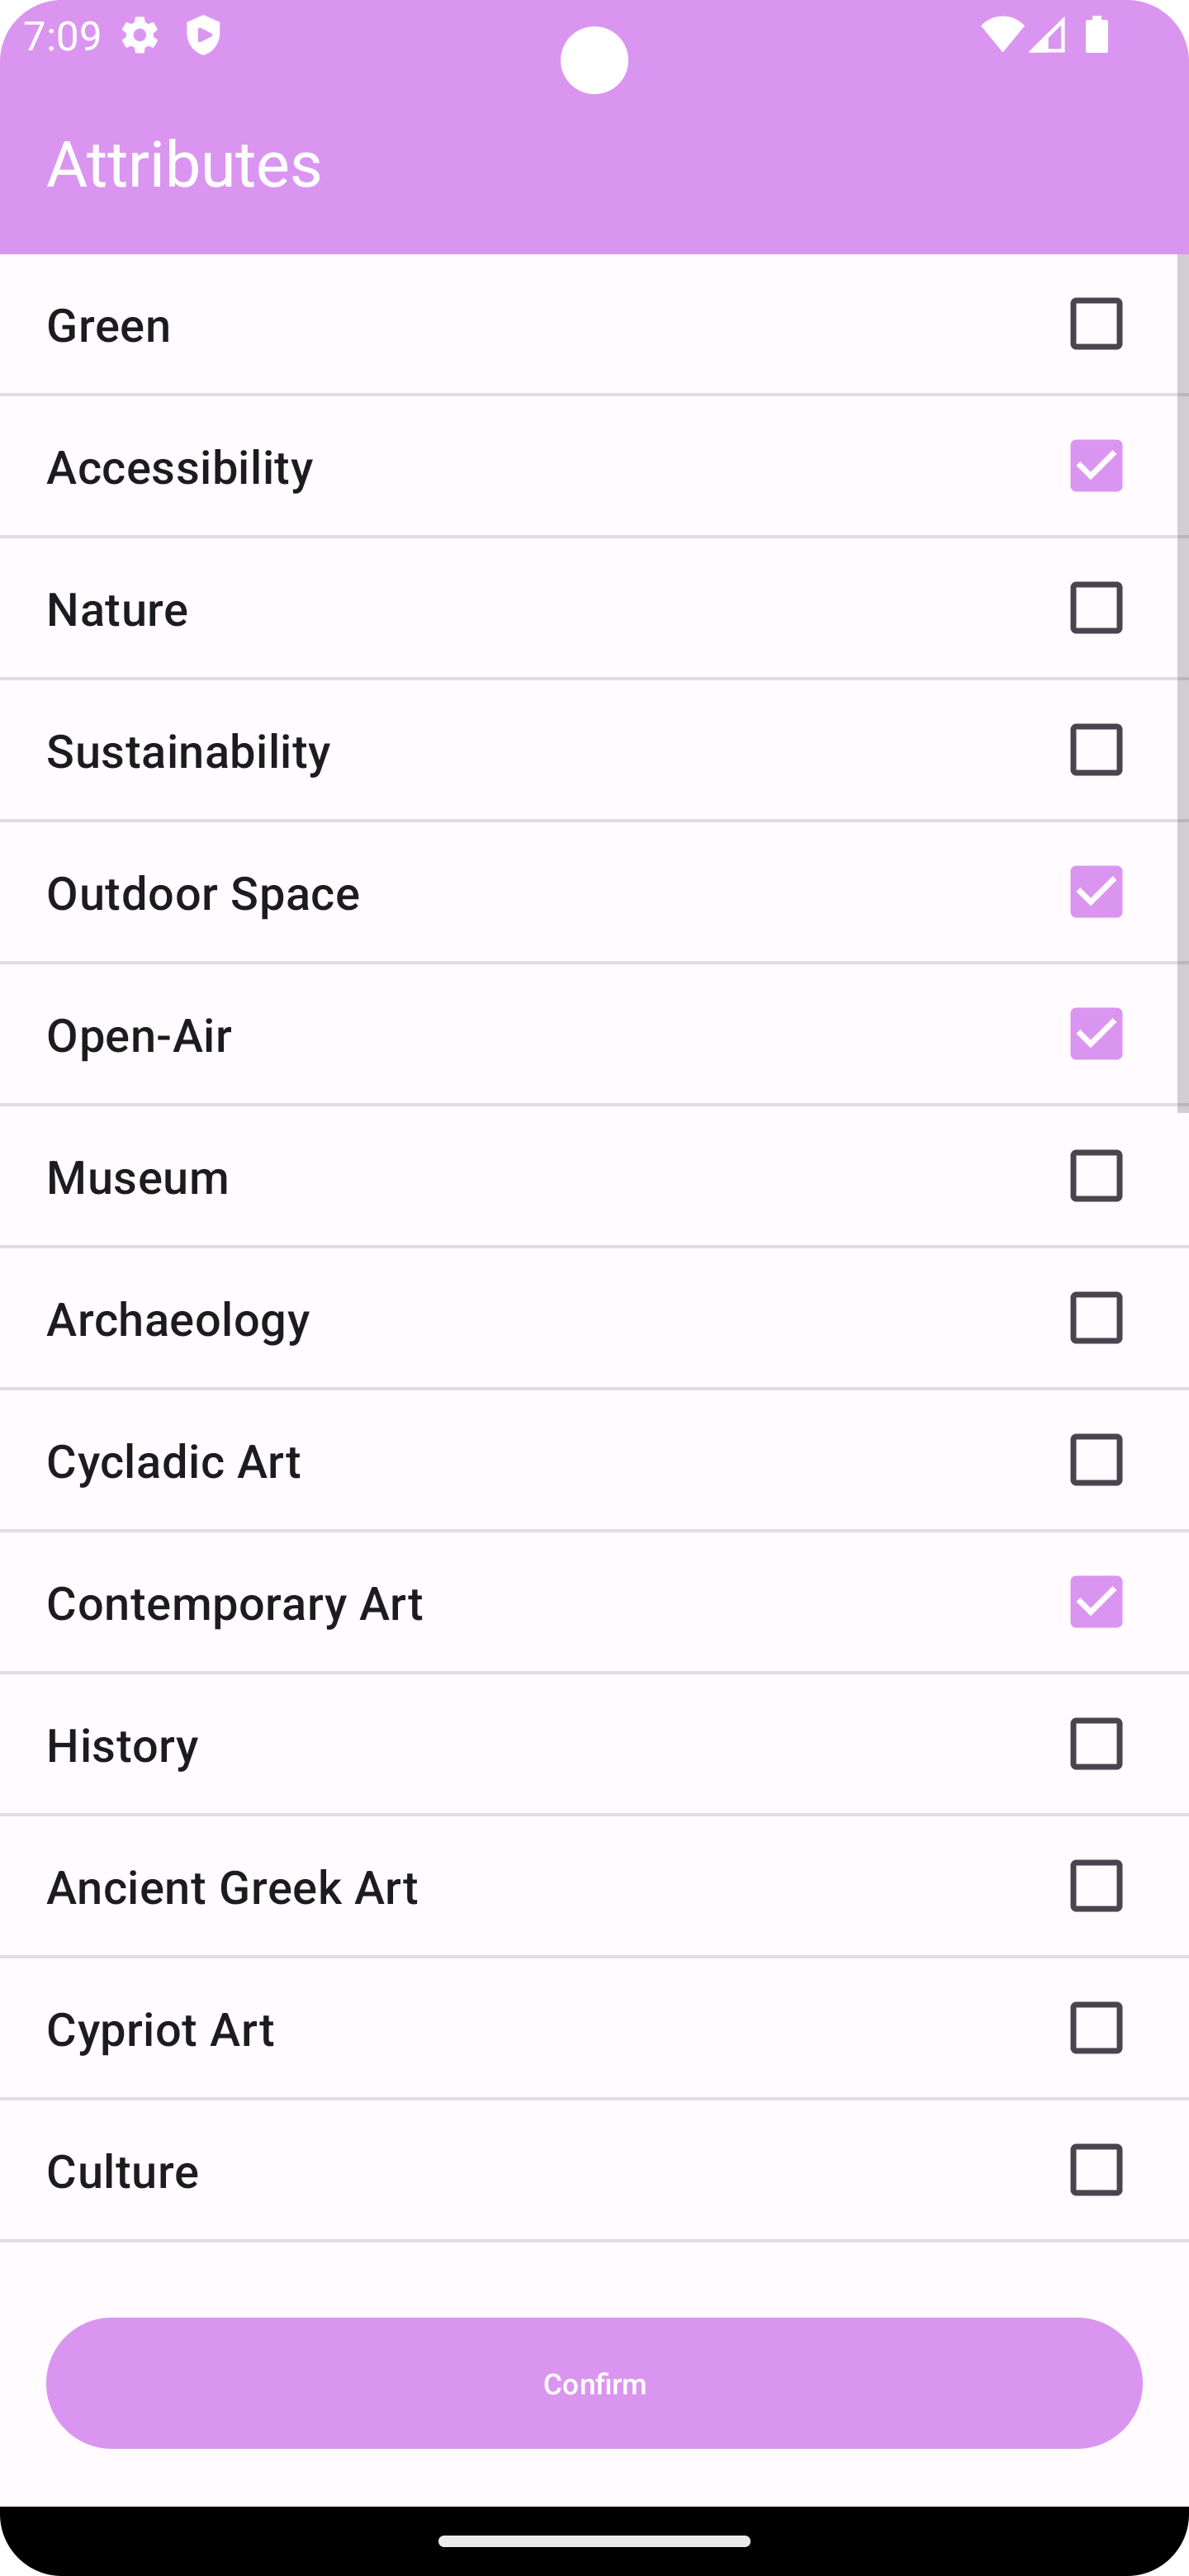 7:09
Attributes
Green
Accessibility
Nature
Sustainability
Outdoor Space
Open-Air
Museum
Archaeology
Cycladic Art
Contemporary Art
History
Ancient Greek Art
Cypriot Art
Culture
Confirm